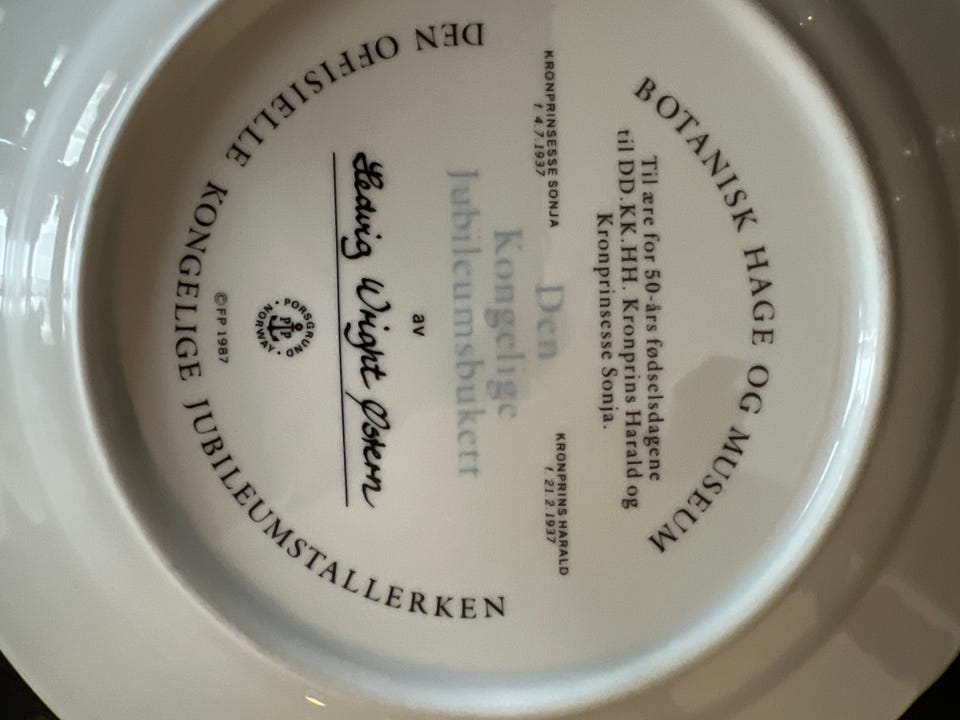 BOTANISK HAGE OG MUSEUM
Til ære for 50-års fødselsdagene
til DD.KK.HH. Kronprins Harald og
Kronprinsesse Sonja.
KRONPRINSESSE SONJA
f. 4.7.1937
KRONPRINS HARALD
f. 21.2.1937
Den
Kongelige
Jubileumsbukett
av
Hedvig Wright Østern
PORSGRUND
PP
NORWAY
©FP 1987
DEN OFFISIELLE KONGELIGE JUBILEUMSTALLERKEN